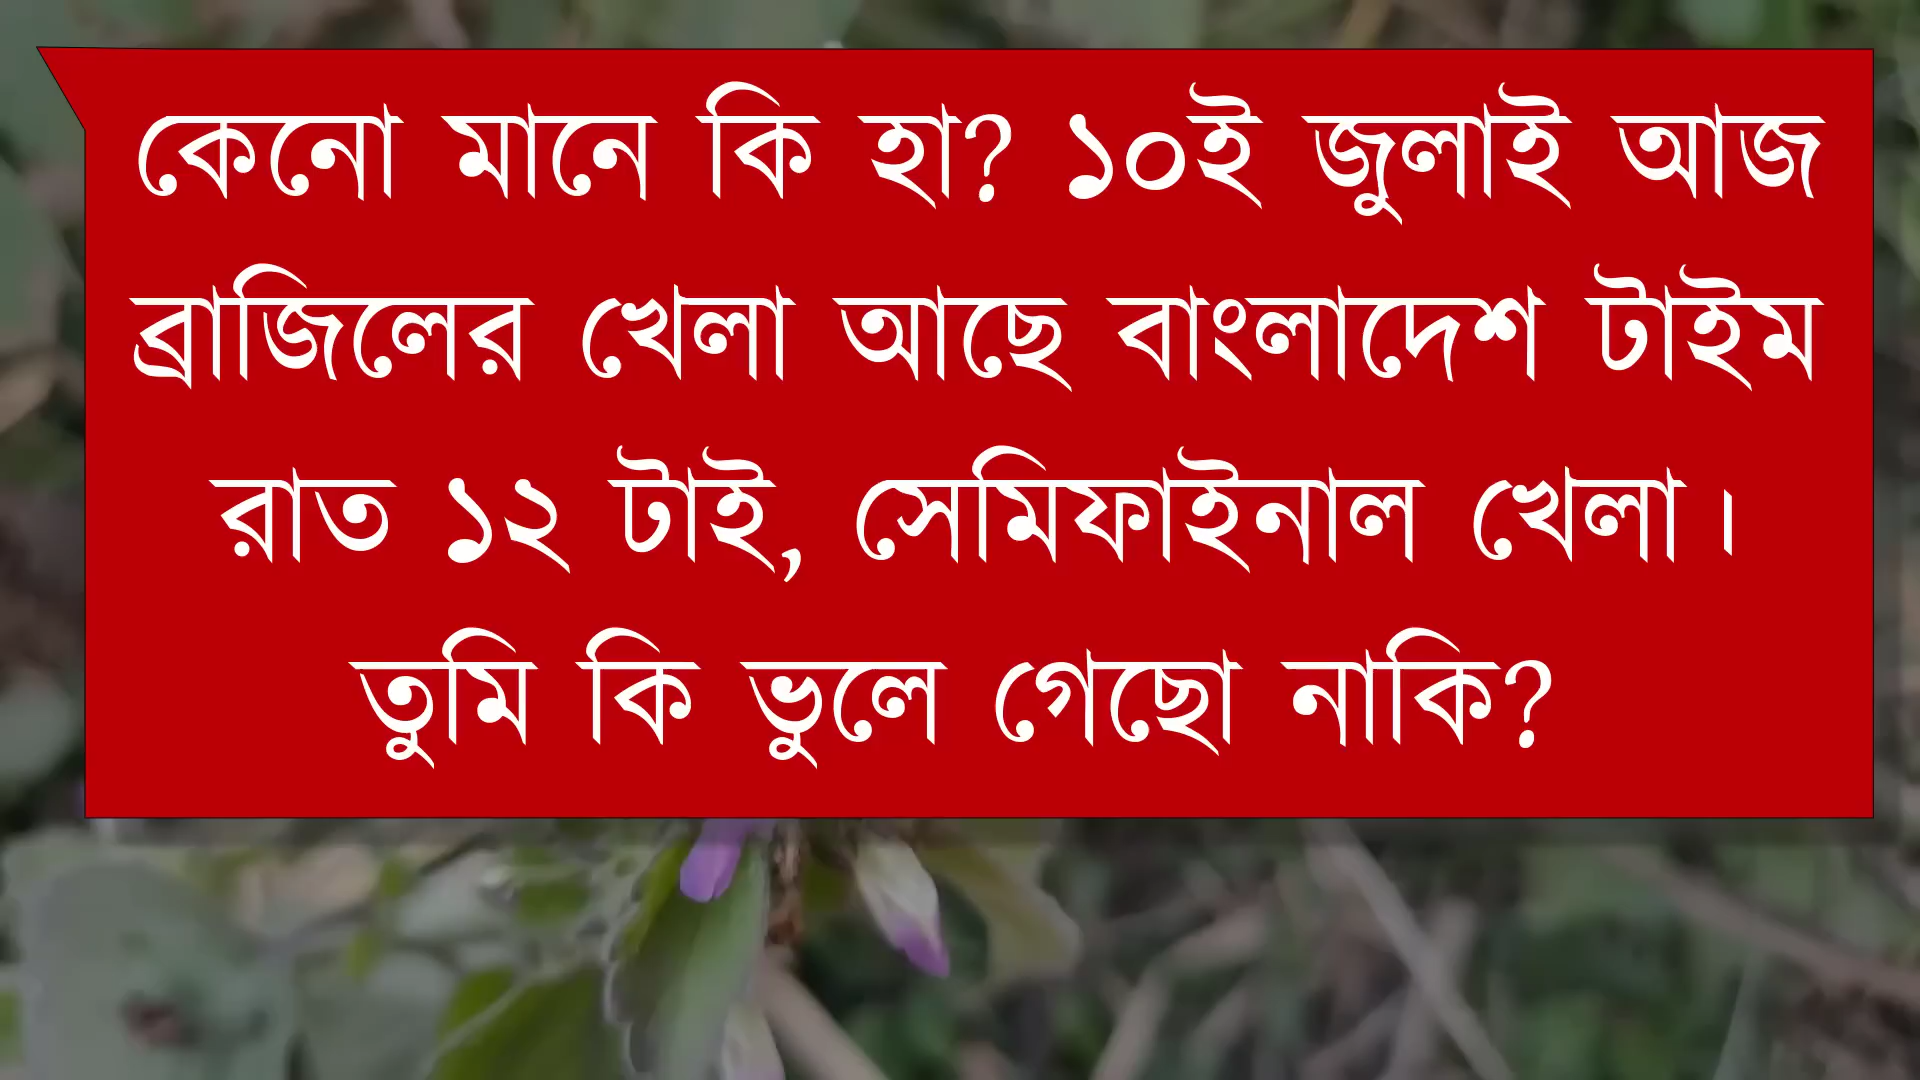 কেনো মানে কি হা? ১০ই জুলাই আজ
ব্রাজিলের খেলা আছে বাংলাদেশ টাইম
রাত ১২ টাই, সেমিফাইনাল খেলা।
তুমি কি ভুলে গেছো নাকি?